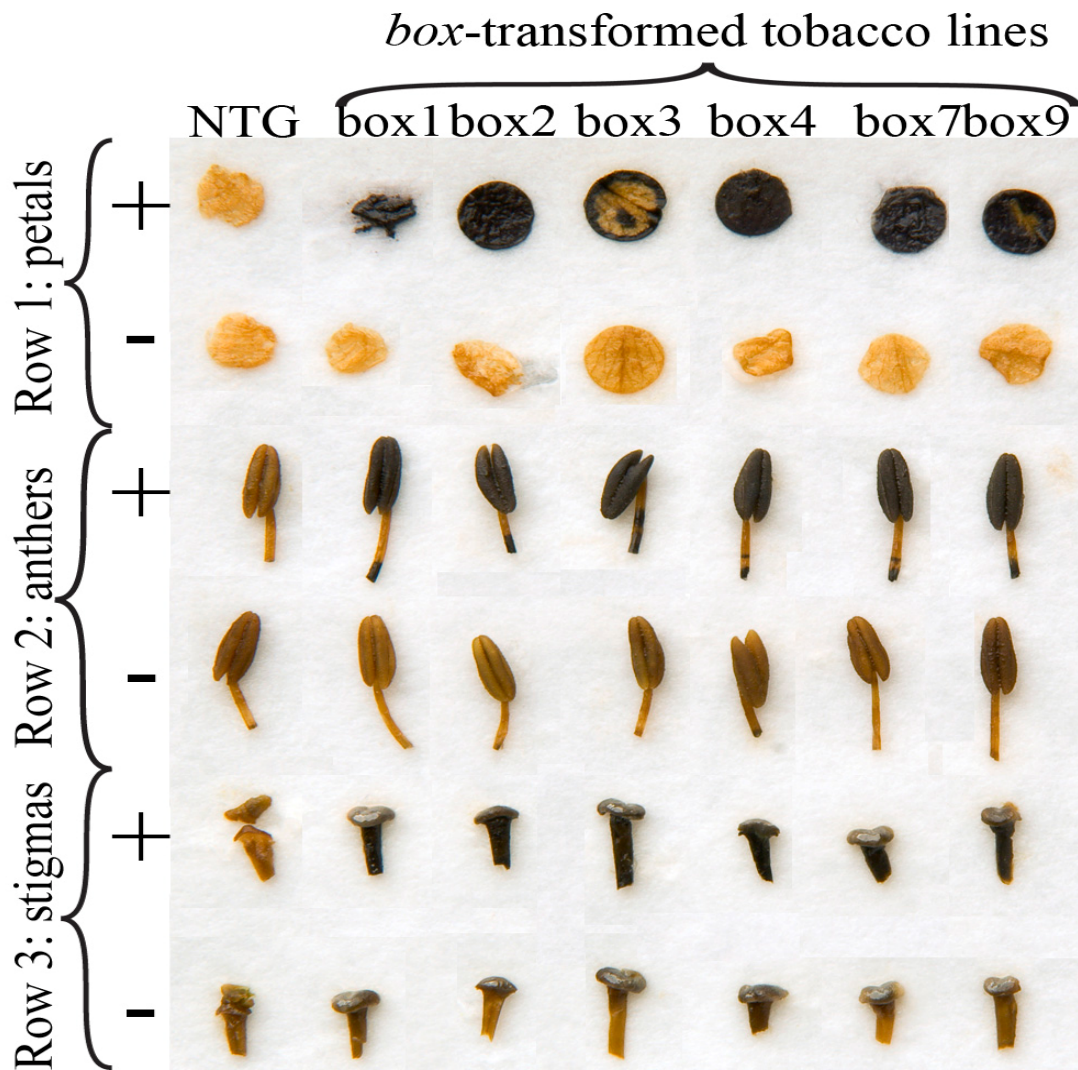 box-transformed tobacco lines
NTG box1 box2 box3 box4 box7 box9
Row 1: petals
+
-
Row 2: anthers
+
-
Row 3: stigmas
+
-